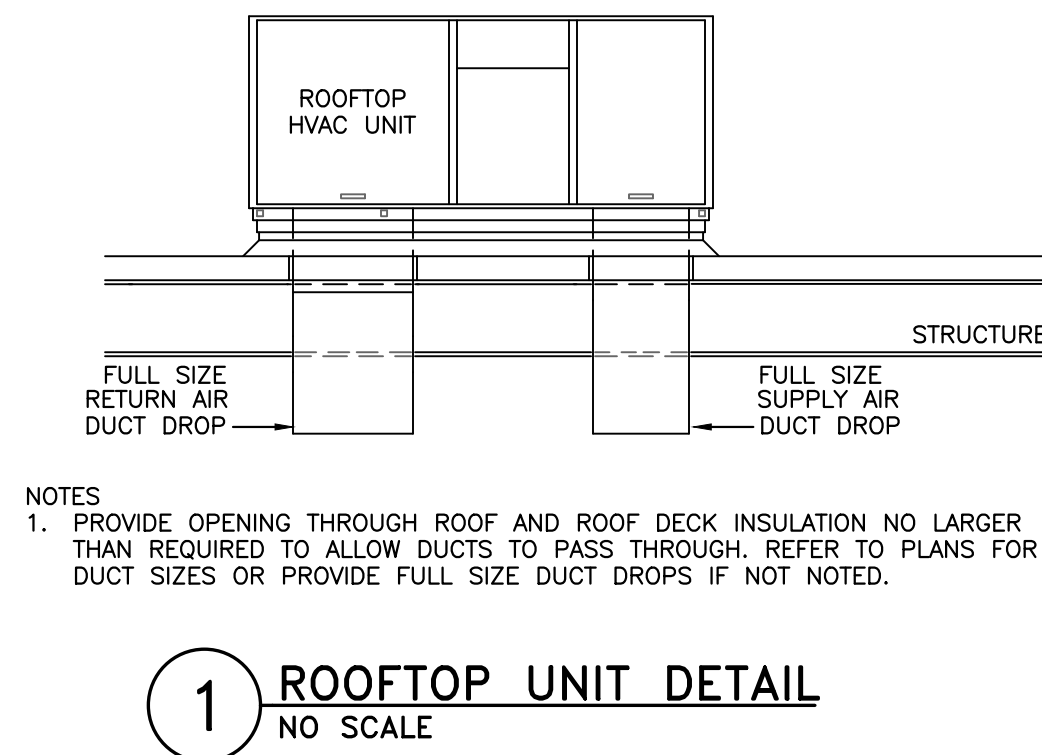 ROOFTOP
HVAC UNIT
STRUCTURE
FULL SIZE
RETURN AIR
DUCT DROP
FULL SIZE
SUPPLY AIR
DUCT DROP
NOTES
1. PROVIDE OPENING THROUGH ROOF AND ROOF DECK INSULATION NO LARGER
THAN REQUIRED TO ALLOW DUCTS TO PASS THROUGH. REFER TO PLANS FOR
DUCT SIZES OR PROVIDE FULL SIZE DUCT DROPS IF NOT NOTED.
1 ROOFTOP UNIT DETAIL
NO SCALE